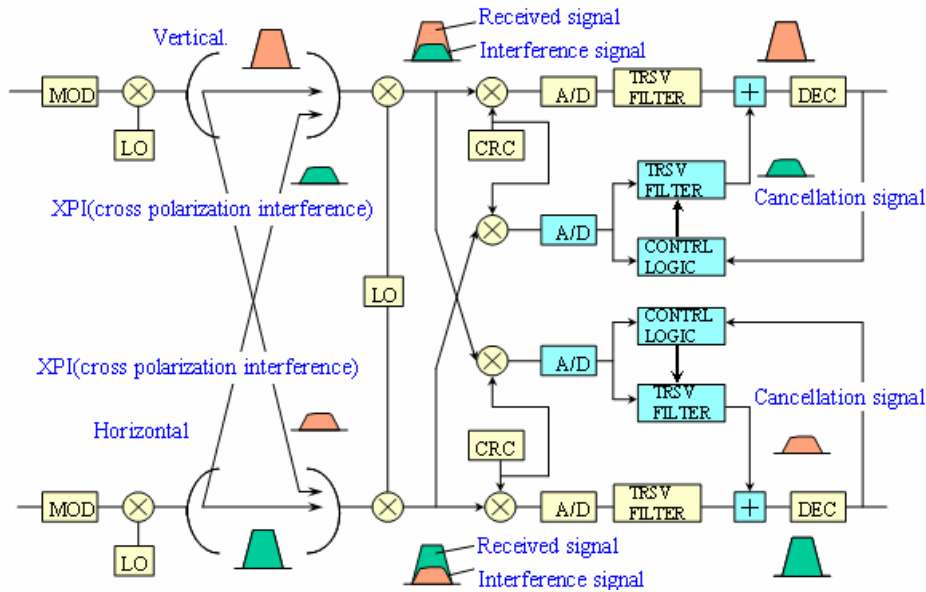 Vertical.
Received signal
Interference signal
MOD
LO
CRC
A/D
TRSV
FILTER
+
DEC
XPI(cross polarization interference)
A/D
TRSV
FILTER
CONTRL
LOGIC
Cancellation signal
LO
XPI(cross polarization interference)
Horizontal
A/D
CONTRL
LOGIC
TRSV
FILTER
Cancellation signal
CRC
MOD
LO
A/D
TRSV
FILTER
+
DEC
Received signal
Interference signal